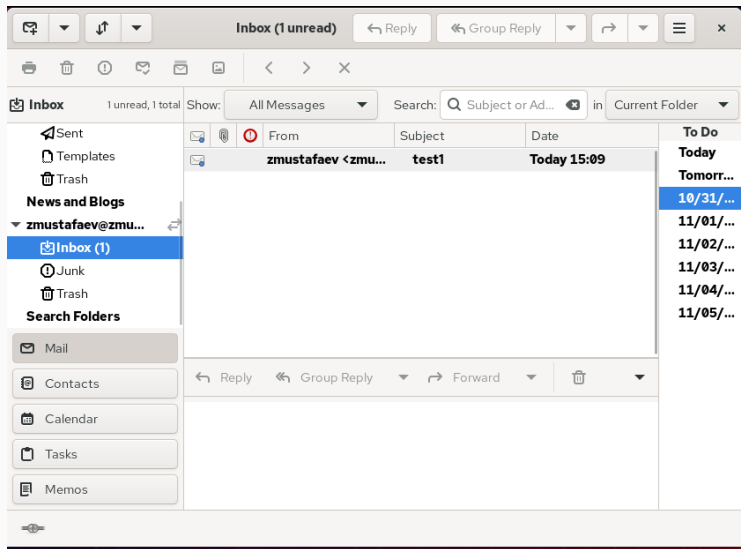 Inbox (1 unread) Reply Group Reply
Inbox 1 unread, 1 total Show: All Messages Search: Subject or Ad... in Current Folder
Sent
Templates
Trash
News and Blogs
zmustafaev@zmu...
Inbox (1)
Junk
Trash
Search Folders
Mail
Contacts
Calendar
Tasks
Memos
From Subject Date
zmustafaev <zmu... test1 Today 15:09
Reply Group Reply Forward
To Do
Today
Tomorr...
10/31/...
11/01/...
11/02/...
11/03/...
11/04/...
11/05/...